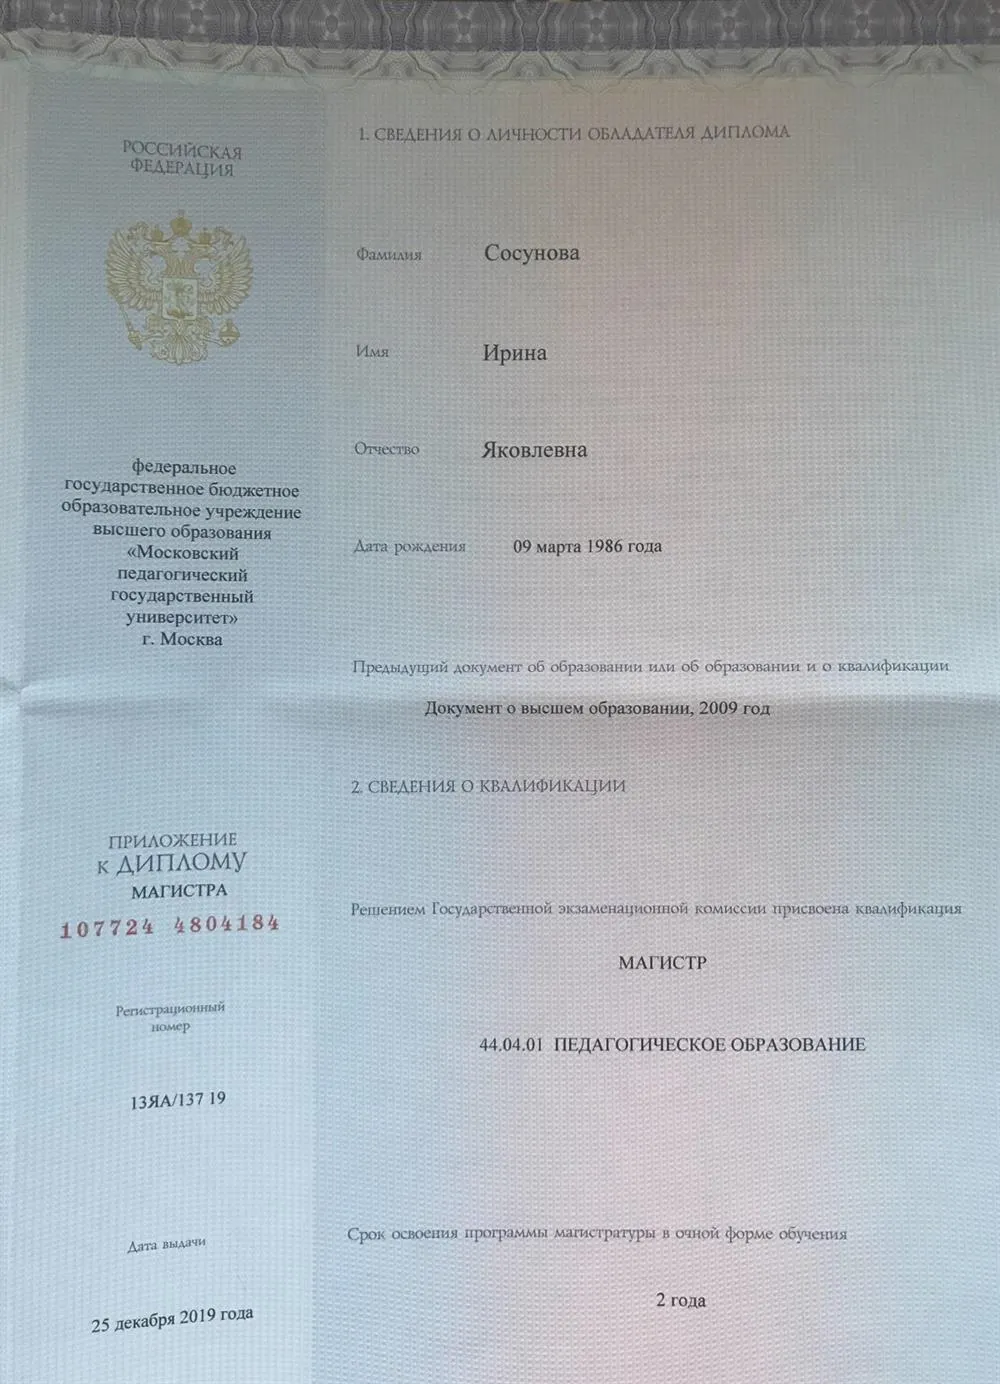 РОССИЙСКАЯ
ФЕДЕРАЦИЯ
федеральное
государственное бюджетное
образовательное учреждение
высшего образования
«Московский
педагогический
государственный
университет»
г. Москва
ПРИЛОЖЕНИЕ
к ДИПЛОМУ
МАГИСТРА
107724 4804184
Регистрационный
номер
13ЯА/137 19
Дата выдачи
25 декабря 2019 года
1. СВЕДЕНИЯ О ЛИЧНОСТИ ОБЛАДАТЕЛЯ ДИПЛОМА
Фамилия Сосунова
Имя Ирина
Отчество Яковлевна
Дата рождения 09 марта 1986 года
Предыдущий документ об образовании или об образовании и о квалификации
Документ о высшем образовании, 2009 год
2. СВЕДЕНИЯ О КВАЛИФИКАЦИИ
Решением Государственной экзаменационной комиссии присвоена квалификация
МАГИСТР
44.04.01 ПЕДАГОГИЧЕСКОЕ ОБРАЗОВАНИЕ
Срок освоения программы магистратуры в очной форме обучения
2 года